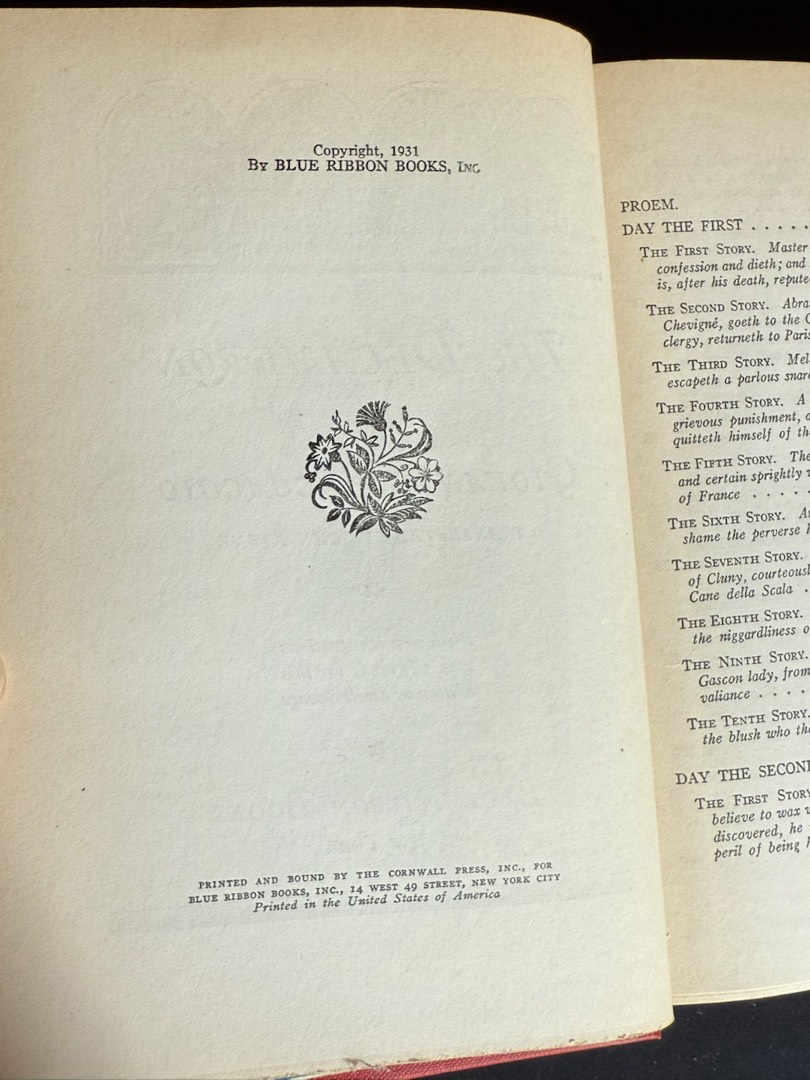 Copyright, 1931
By BLUE RIBBON BOOKS, Inc
PRINTED AND BOUND BY THE CORNWALL PRESS, INC., FOR
BLUE RIBBON BOOKS, INC., 14 WEST 49 STREET, NEW YORK CITY
Printed in the United States of America
PROEM.
DAY THE FIRST . . . . .
The First Story. Master
confession and dieth; and
is, after his death, repute
The Second Story. Abra
Chevigné, goeth to the
clergy, returneth to Paris
The Third Story. Mel
escapeth a parlous snar
The Fourth Story. A
grievous punishment,
quitteth himself of th
The Fifth Story. The
and certain sprightly
of France . . . .
The Sixth Story.
shame the perverse
The Seventh Story.
of Cluny, courteous
Cane della Scala .
The Eighth Story.
the niggardliness o
The Ninth Story.
Gascon lady, from
valiance . . . .
The Tenth Story.
the blush who th
DAY THE SECON
The First Story
believe to wax
discovered, he
peril of being